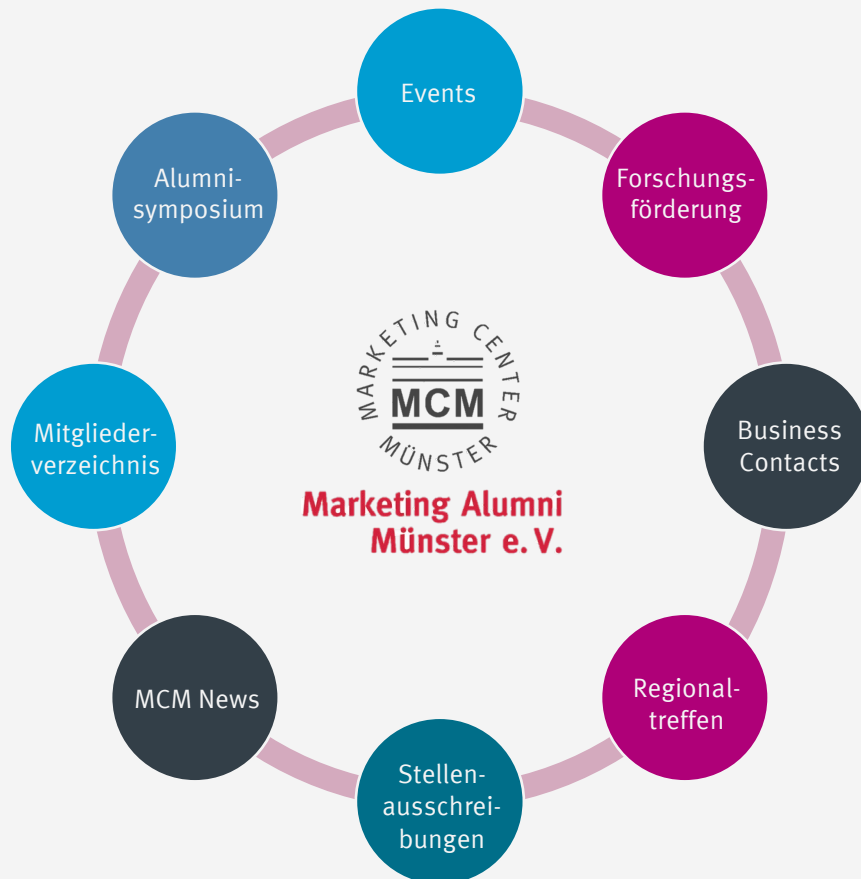 Events
Forschungs-
förderung
Business
Contacts
Regional-
treffen
Stellen-
ausschrei-
bungen
MCM News
Mitglieder-
verzeichnis
Alumni-
symposium
MARKETING CENTER
MCM
MÜNSTER
Marketing Alumni
Münster e. V.